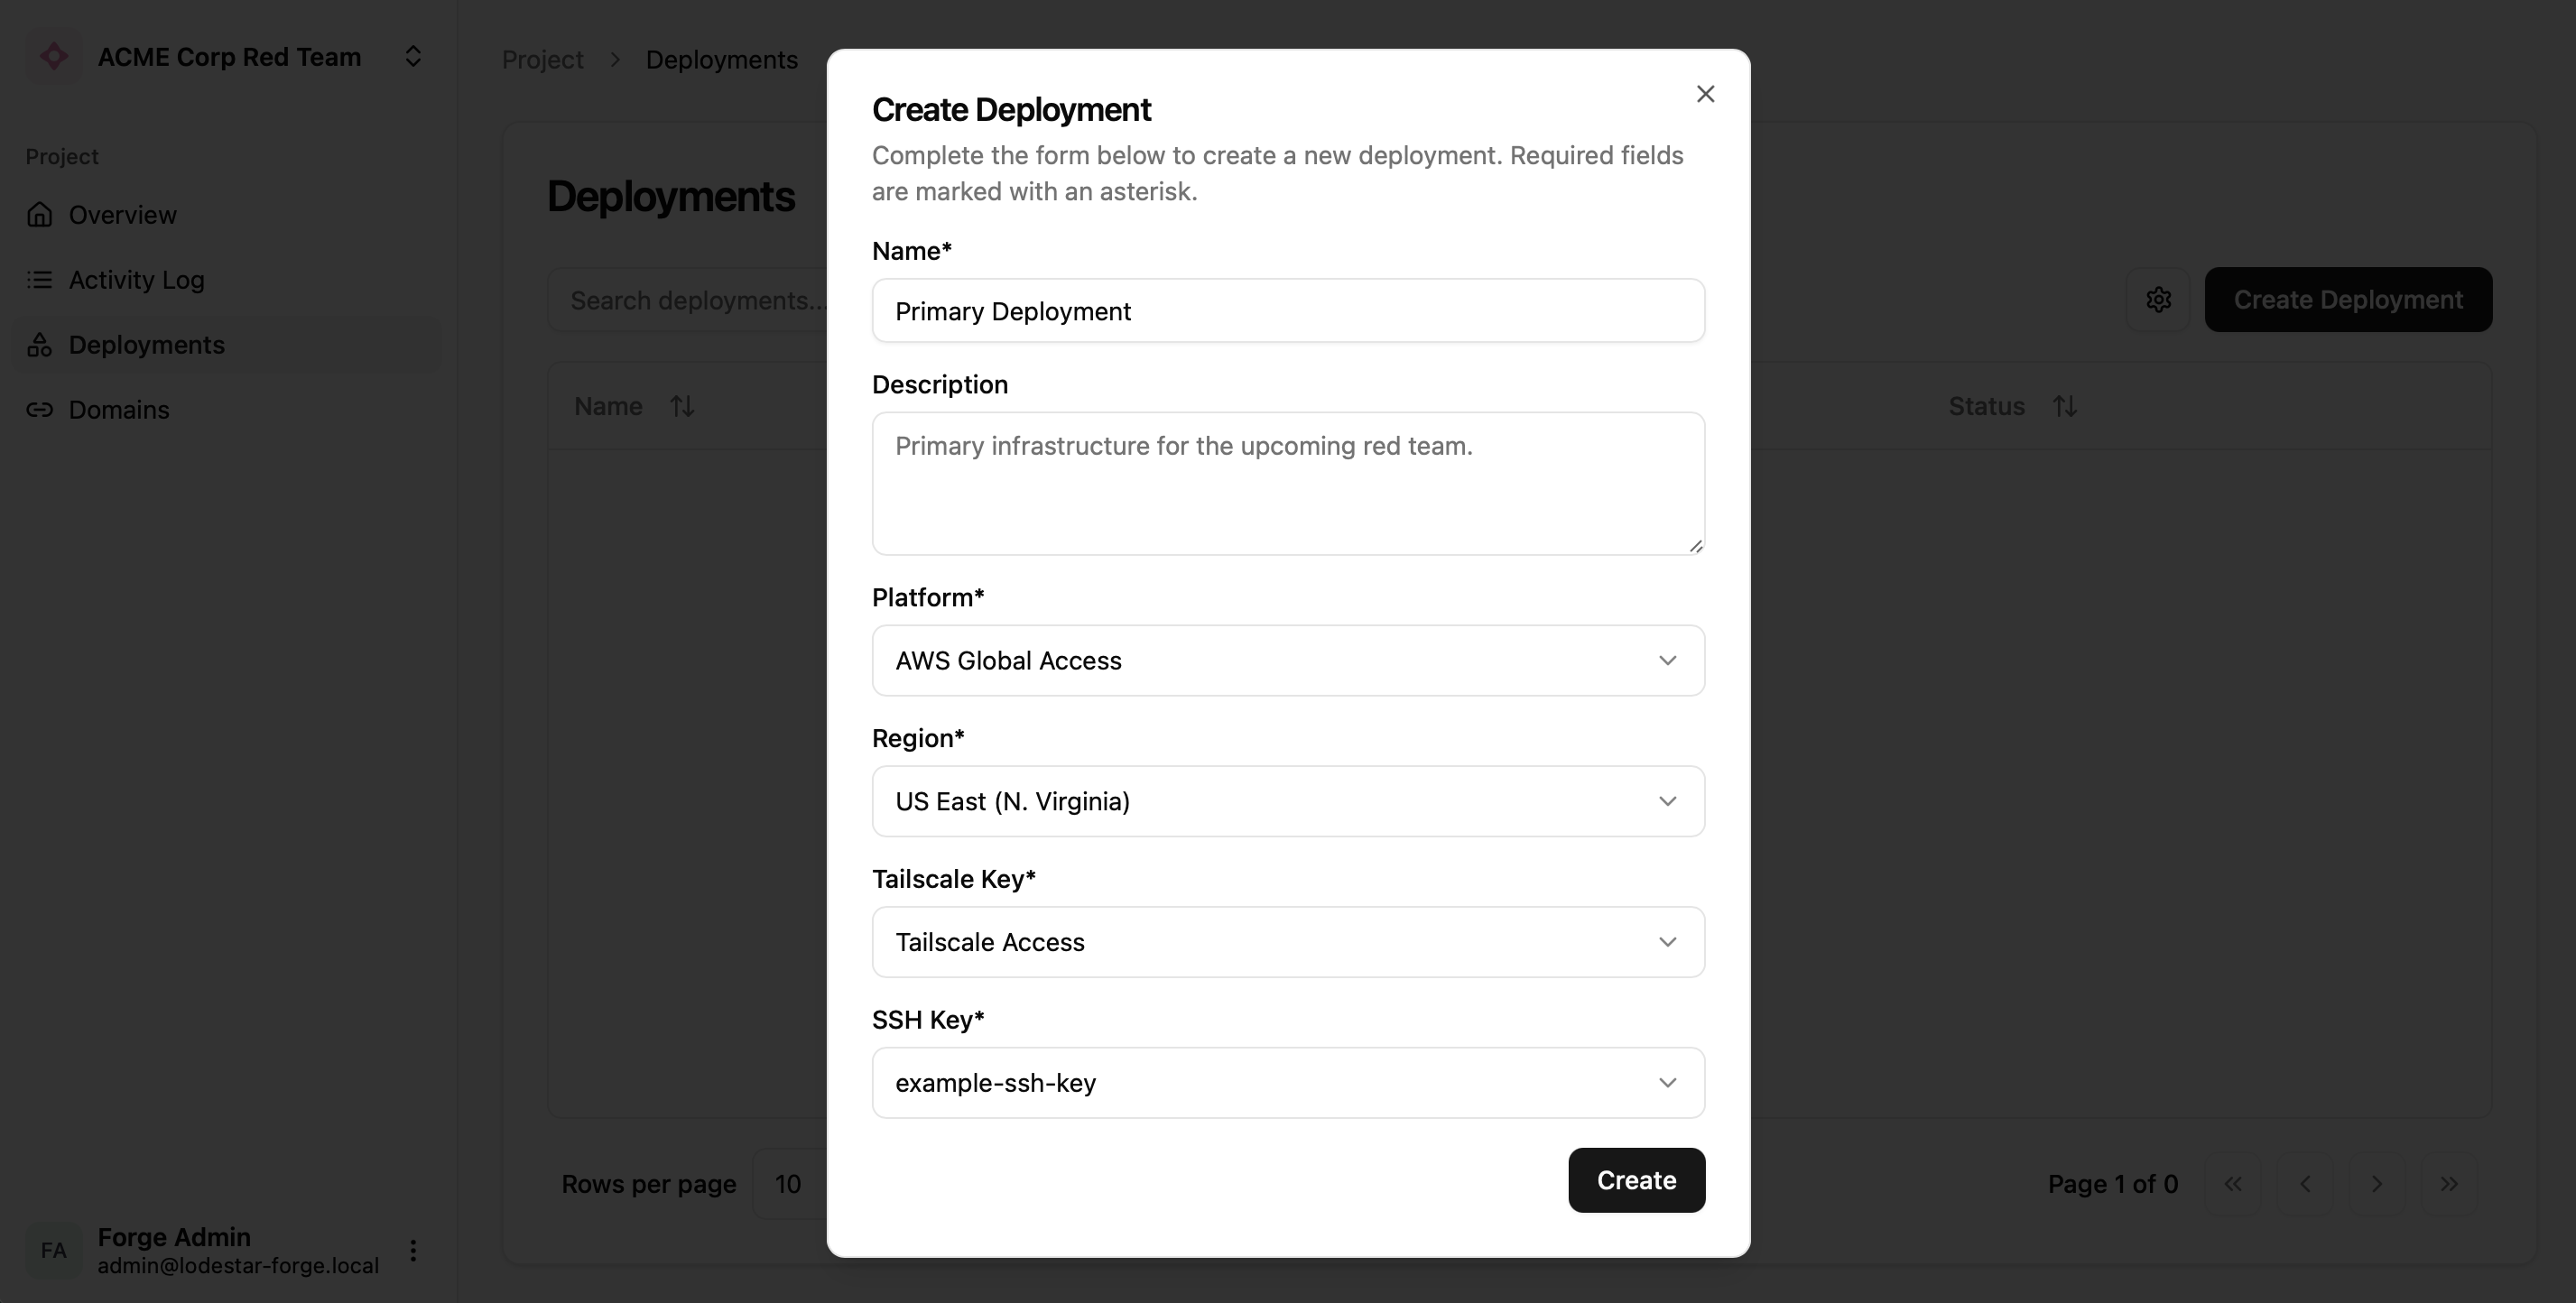 ACME Corp Red Team
Project
Overview
Activity Log
Deployments
Domains
FA
Forge Admin
admin@lodestar-forge.local
Project
Deployments
Deployments
Search deployments...
Create Deployment
Name
Status
Rows per page
10
Page 1 of 0
Create Deployment
Complete the form below to create a new deployment. Required fields
are marked with an asterisk.
Name*
Primary Deployment
Description
Primary infrastructure for the upcoming red team.
Platform*
AWS Global Access
Region*
US East (N. Virginia)
Tailscale Key*
Tailscale Access
SSH Key*
example-ssh-key
Create